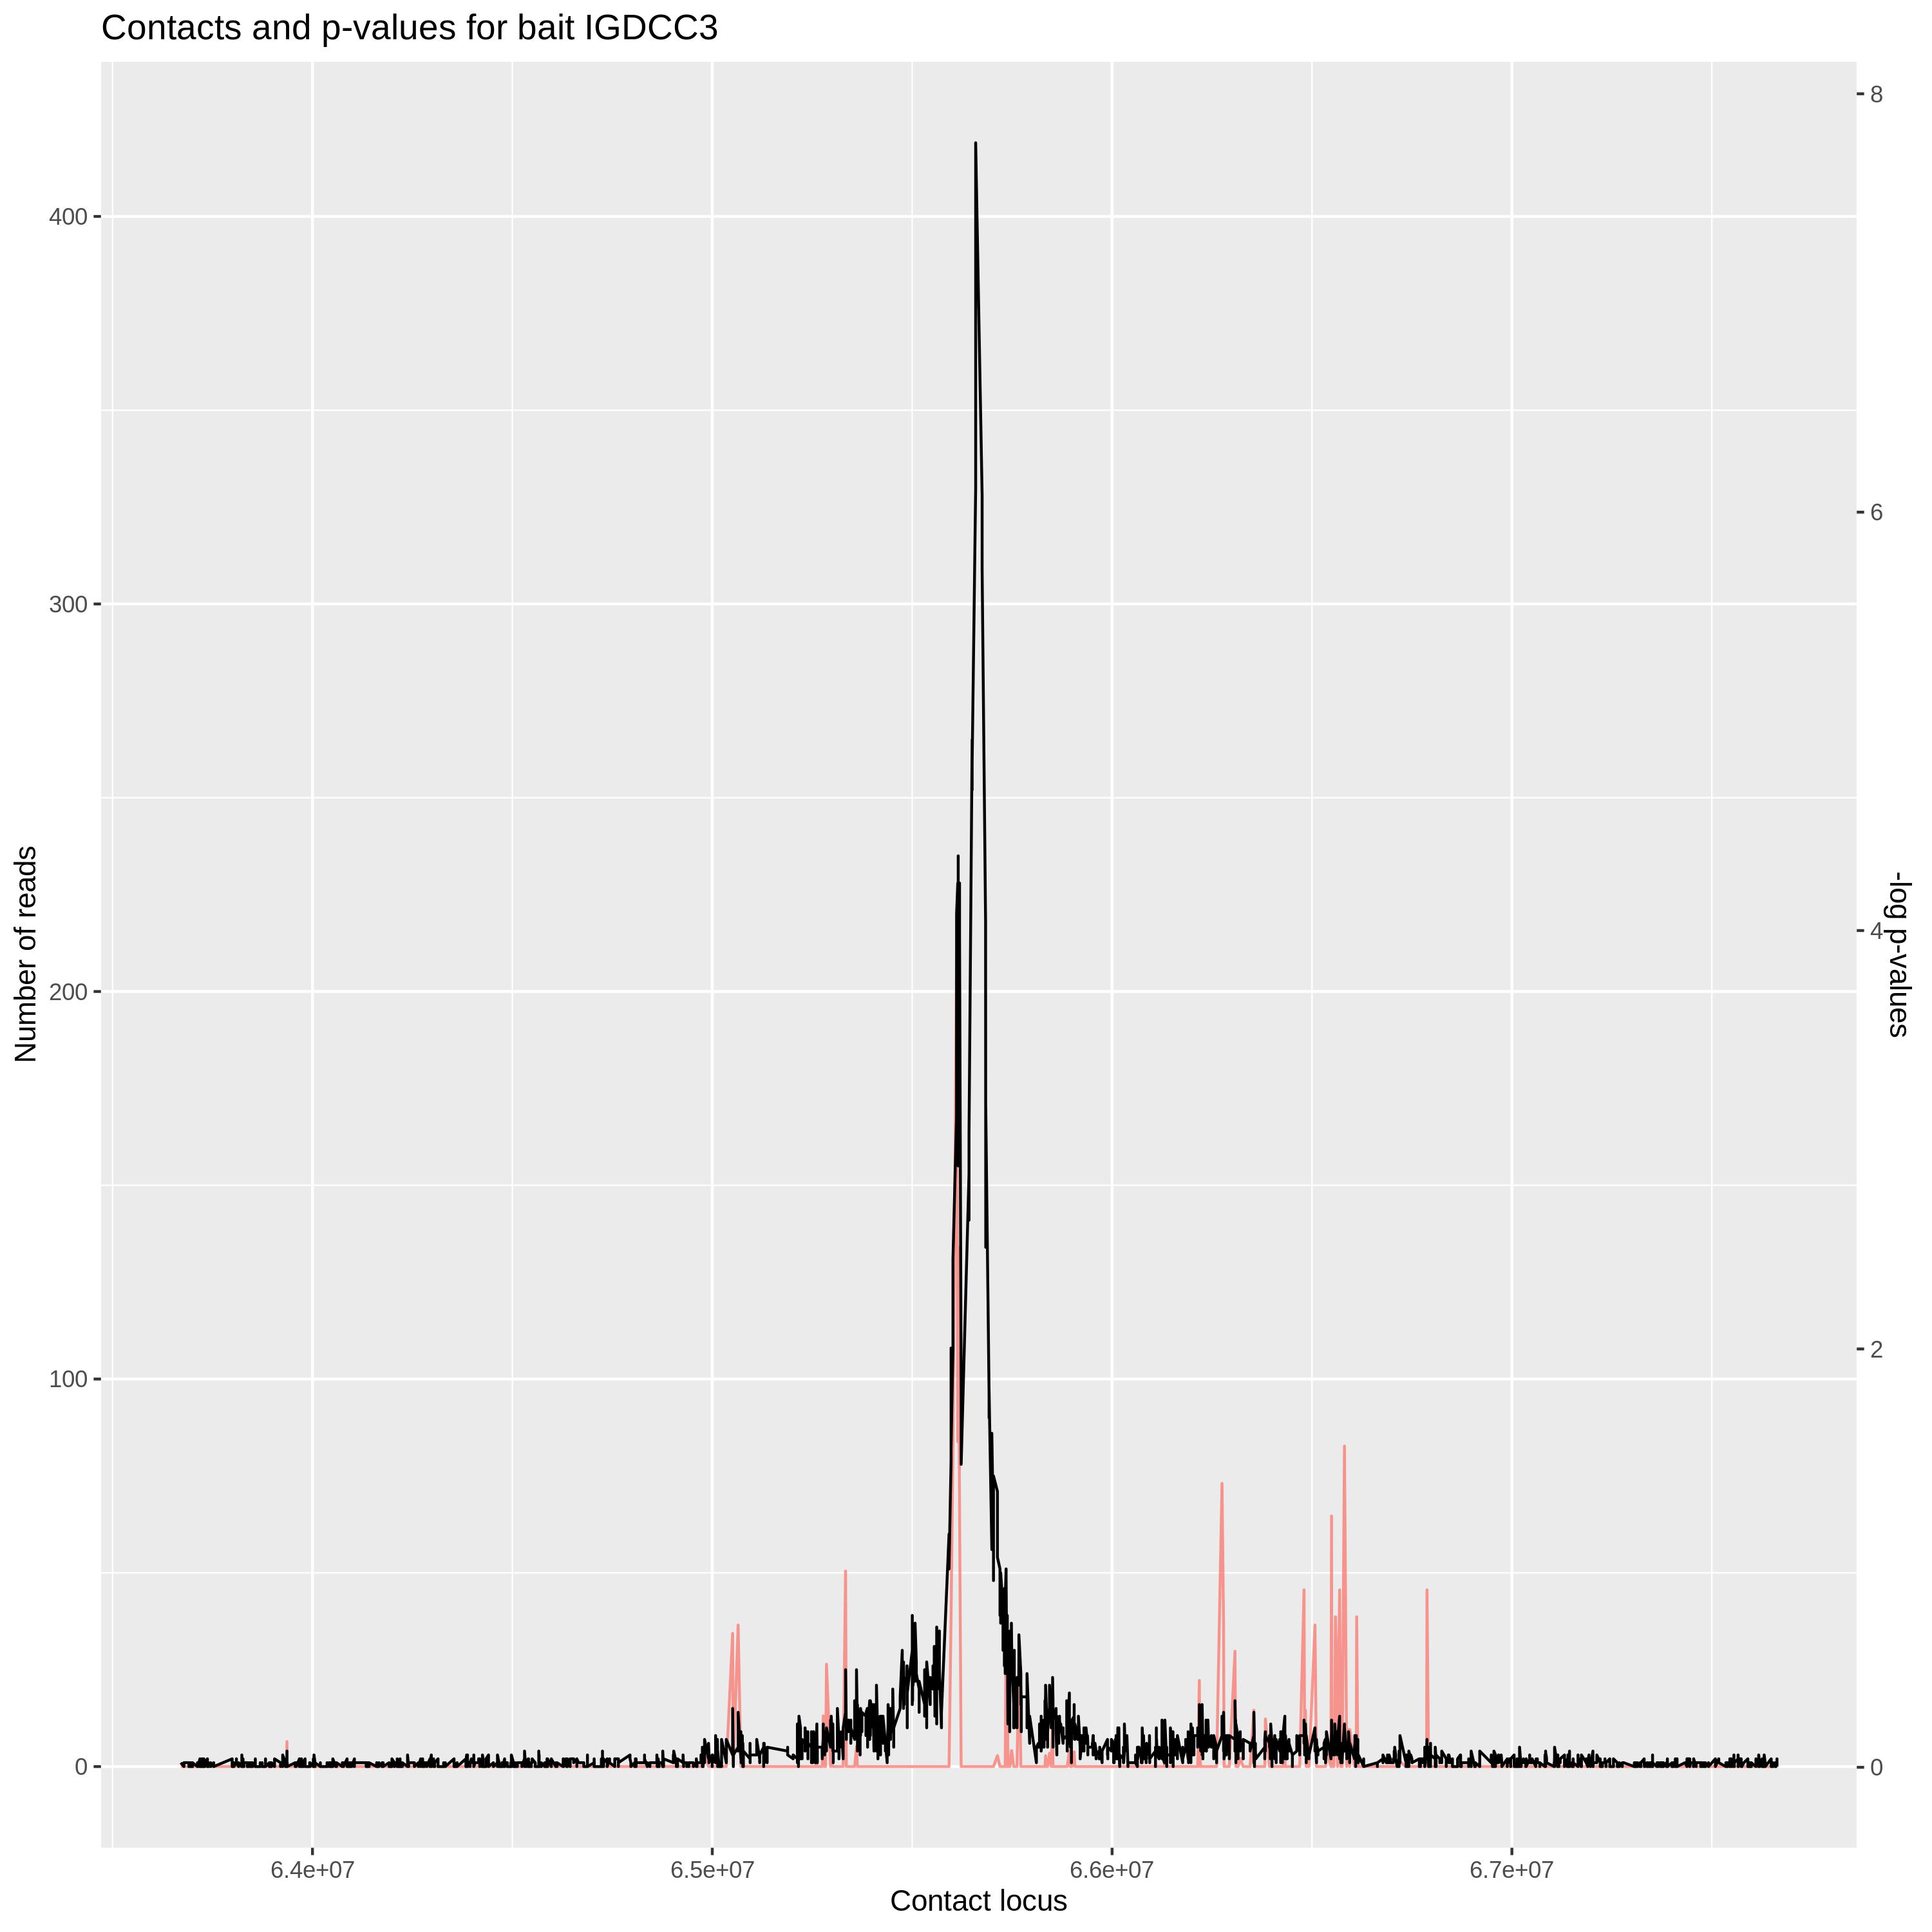 Contacts and p-values for bait IGDCC3
8
400
6
300
Number of reads
-log p-values
4
200
2
100
0
0
6.4e+07
6.5e+07
6.6e+07
6.7e+07
Contact locus